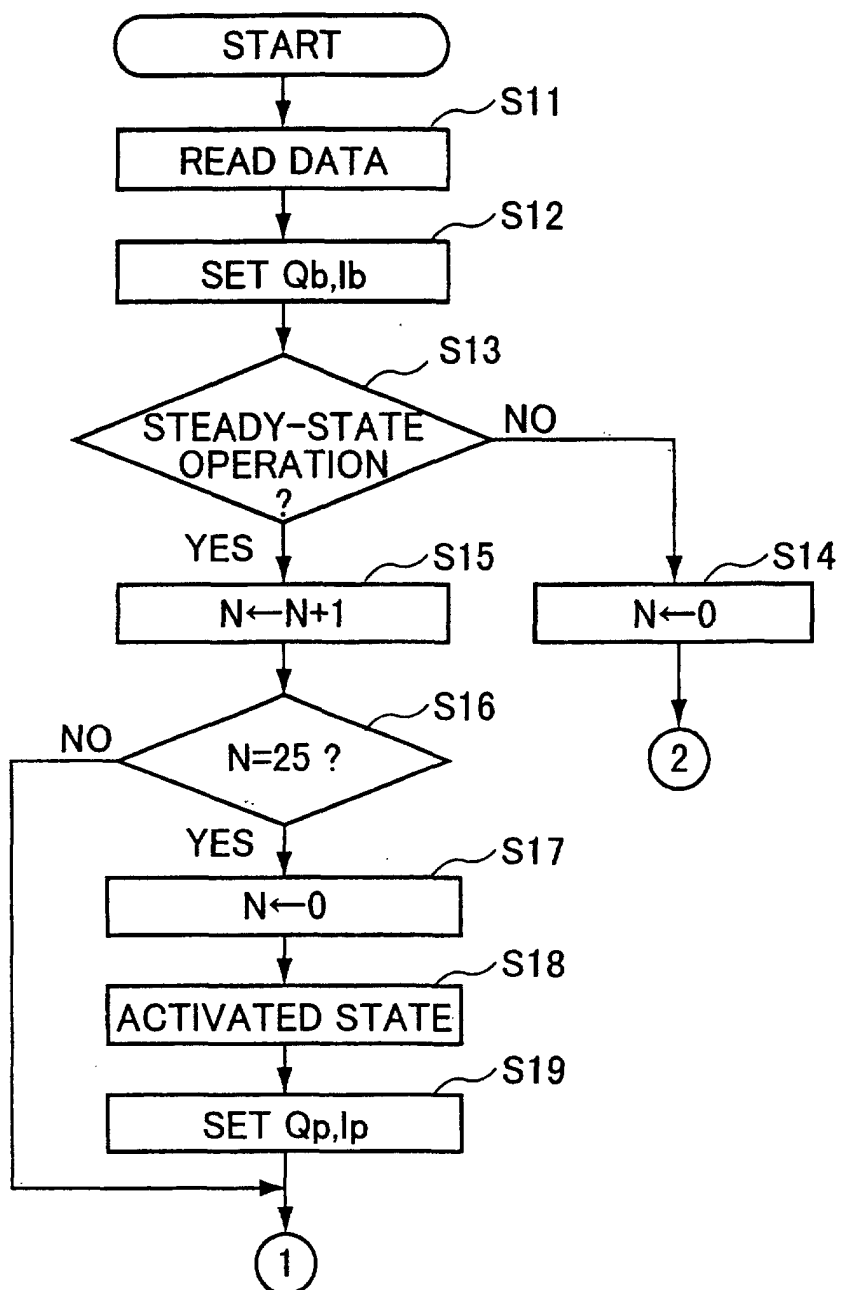 START
S11
READ DATA
S12
SET Qb,Ib
S13
STEADY-STATE
OPERATION
?
NO
YES
S15
N←N+1
S14
N←0
S16
NO
N=25 ?
2
YES
S17
N←0
S18
ACTIVATED STATE
S19
SET Qp,Ip
1